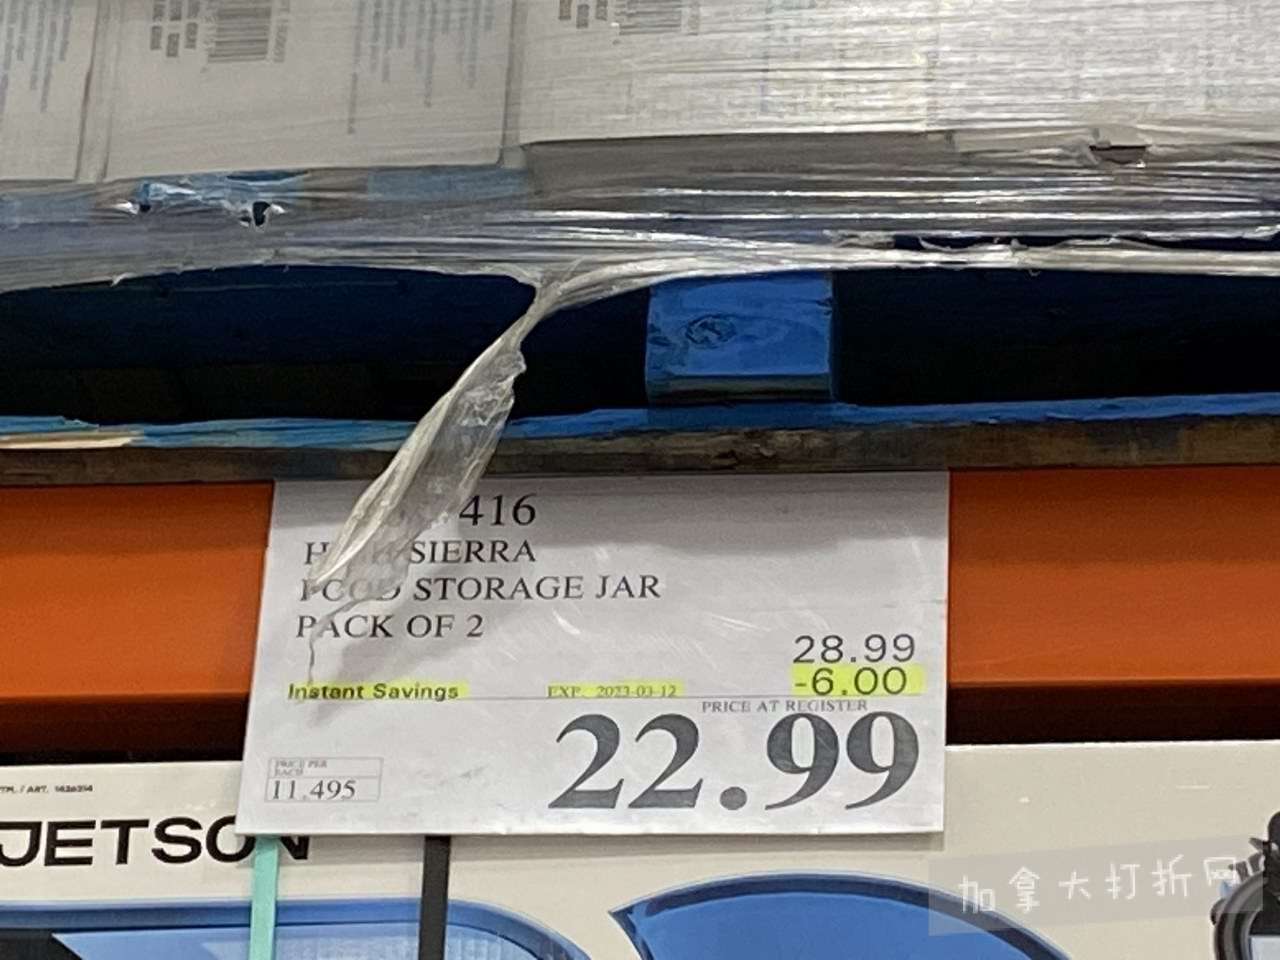 416
SIERRA
FOOD STORAGE JAR
PACK OF 2
28.99
Instant Savings EXP. 2023-03-12 -6.00
PRICE AT REGISTER
22.99
PRICE PER
EACH
11.495
JETSON
加拿大打折网